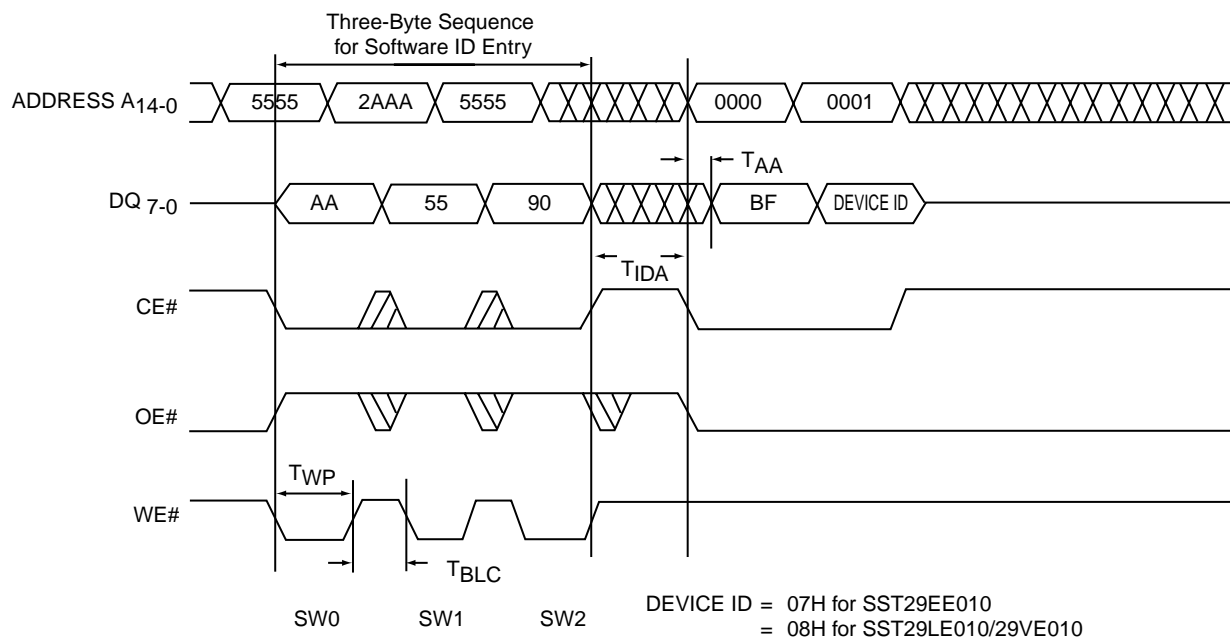 Three-Byte Sequence
for Software ID Entry
ADDRESS A14-0
5555
2AAA
5555
0000
0001
TAA
DQ 7-0
AA
55
90
BF
DEVICE ID
TIDA
CE#
OE#
TWP
WE#
TBLC
SW0
SW1
SW2
DEVICE ID = 07H for SST29EE010
= 08H for SST29LE010/29VE010